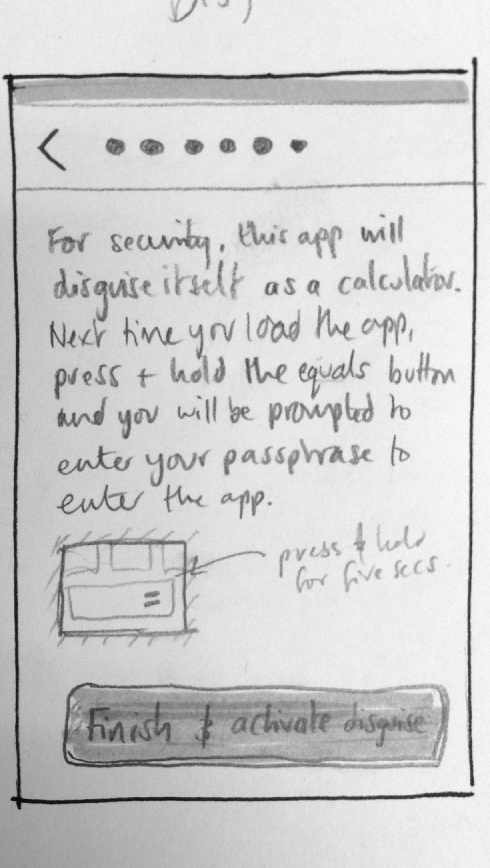 For security, this app will
disguise itself as a calculator.
Next time you load the app,
press + hold the equals button
and you will be prompted to
enter your passphrase to
enter the app.
press & hold
for five secs.
=
Finish & activate disguise